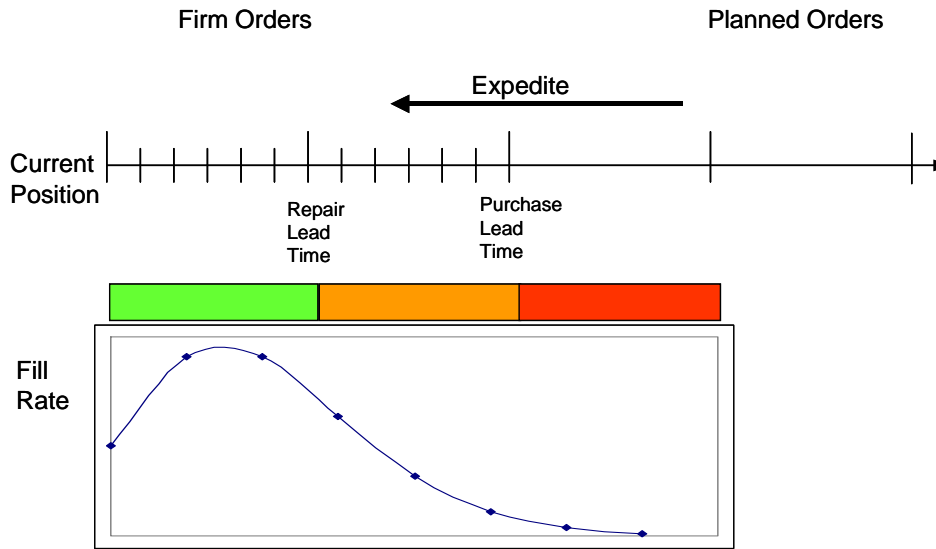 Firm Orders
Planned Orders
Expedite
Current
Position
Repair
Lead
Time
Purchase
Lead
Time
Fill
Rate